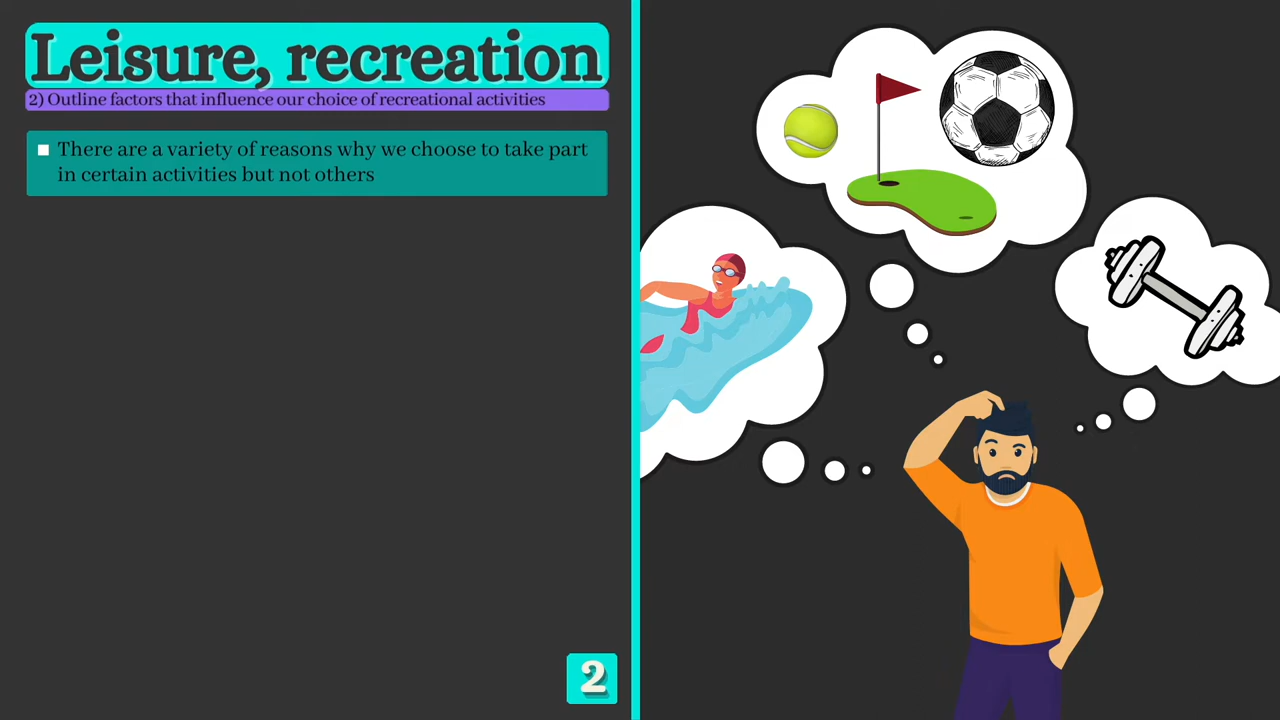 Leisure, recreation
2) Outline factors that influence our choice of recreational activities
There are a variety of reasons why we choose to take part
in certain activities but not others
2